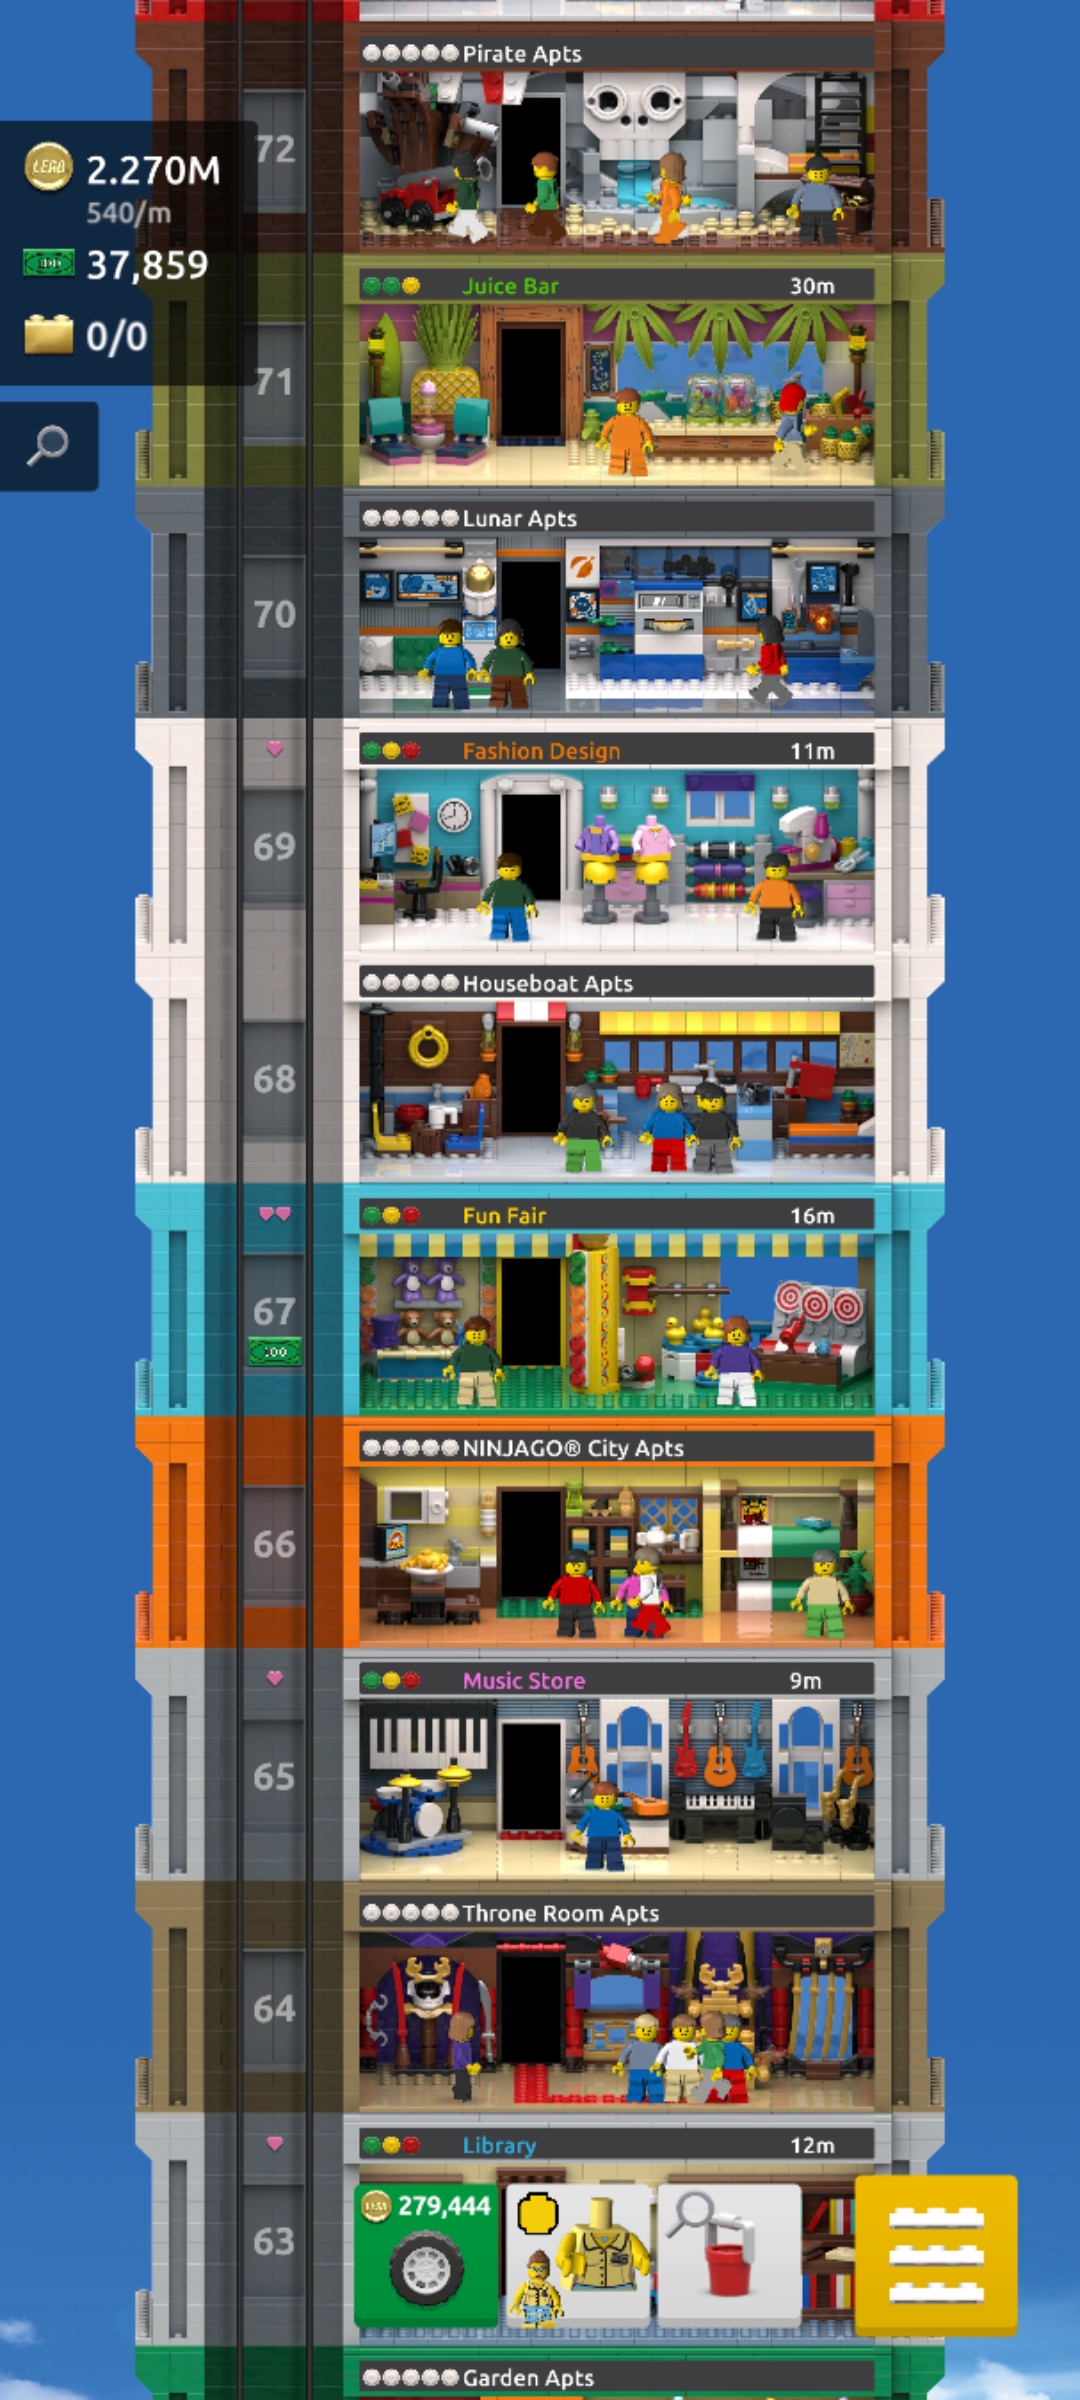 Pirate Apts
72
LEGO 2.270M
540/m
37,859
0/0
Juice Bar 30m
71
Lunar Apts
70
Fashion Design 11m
69
Houseboat Apts
68
Fun Fair 16m
67
100
NINJAGO® City Apts
66
Music Store 9m
65
Throne Room Apts
64
Library 12m
279,444
63
Garden Apts